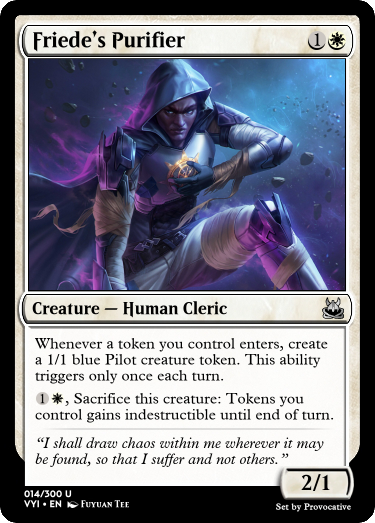 Friede's Purifier 1
Creature — Human Cleric
Whenever a token you control enters, create
a 1/1 blue Pilot creature token. This ability
triggers only once each turn.
1, Sacrifice this creature: Tokens you
control gains indestructible until end of turn.
“I shall draw chaos within me wherever it may
be found, so that I suffer and not others.”
2/1
014/300 U
VYI • EN Fuyuan Tee
Set by Provocative